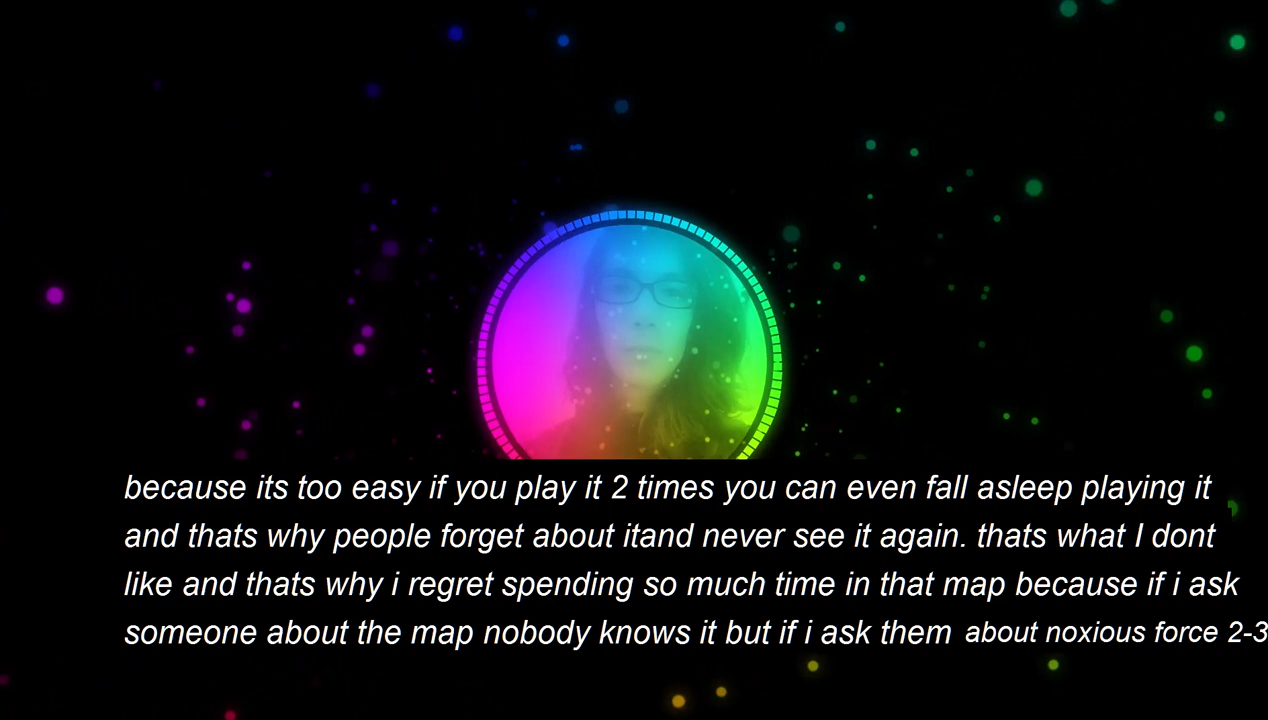 because its too easy if you play it 2 times you can even fall asleep playing it
and thats why people forget about itand never see it again. thats what I dont
like and thats why i regret spending so much time in that map because if i ask
someone about the map nobody knows it but if i ask them about noxious force 2-3